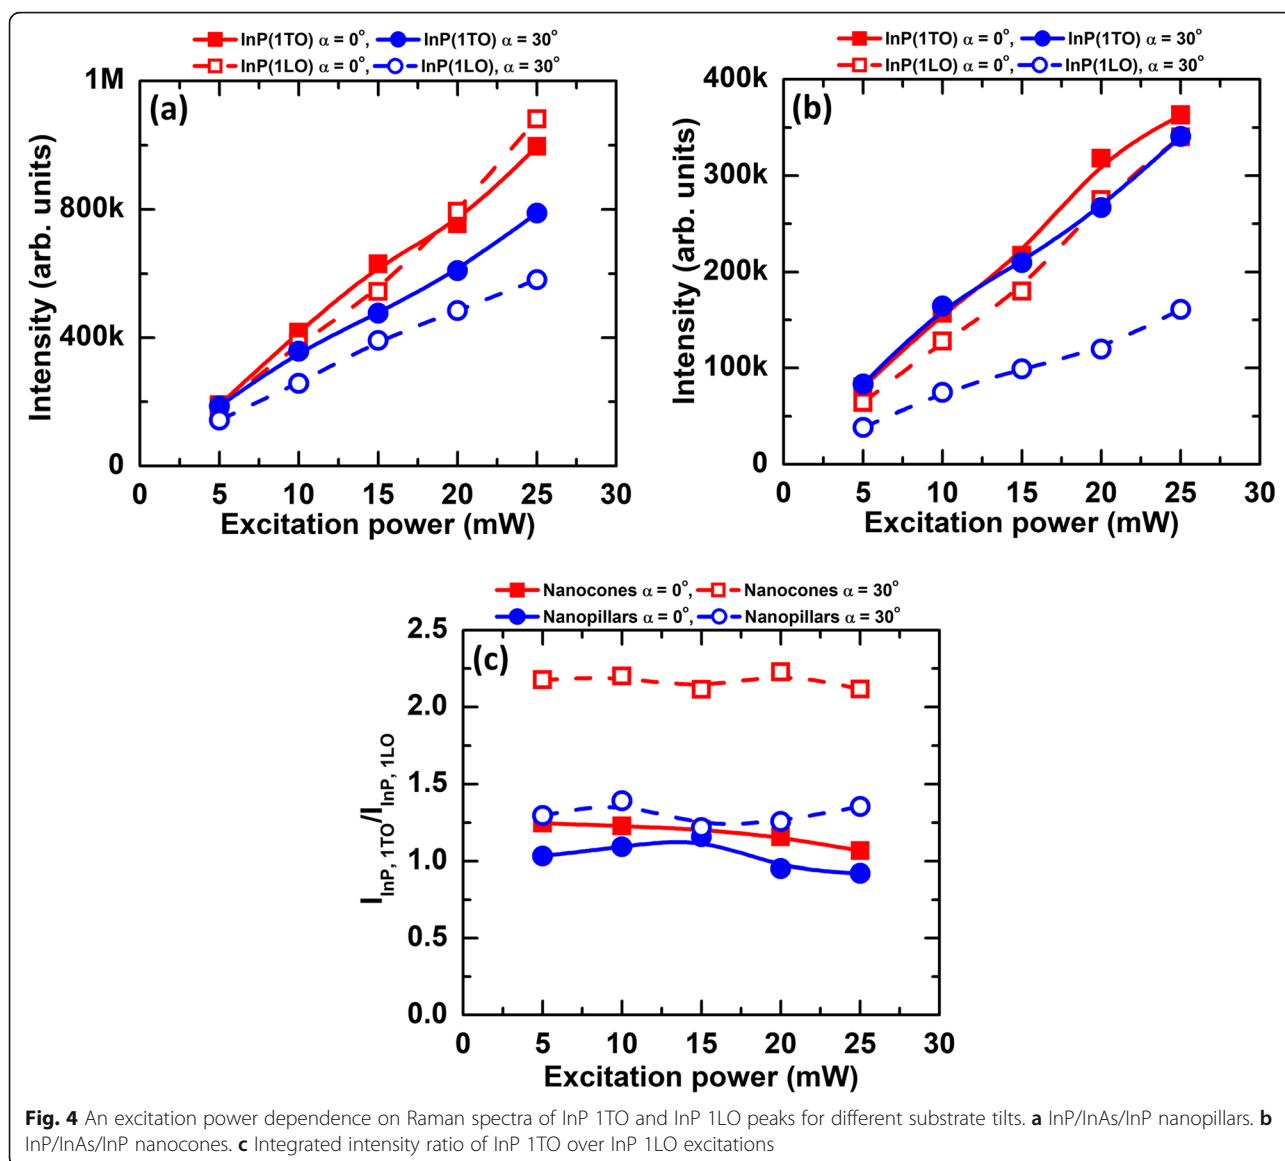 InP(1TO) α = 0°, InP(1TO) α = 30°
InP(1LO) α = 0°, InP(1LO), α = 30°
(a)
1M
800k
400k
0
Intensity (arb. units)
0 5 10 15 20 25 30
Excitation power (mW)
InP(1TO) α = 0°, InP(1TO) α = 30°
InP(1LO) α = 0°, InP(1LO), α = 30°
(b)
400k
300k
200k
100k
0
Intensity (arb. units)
0 5 10 15 20 25 30
Excitation power (mW)
Nanocones α = 0°, Nanocones α = 30°
Nanopillars α = 0°, Nanopillars α = 30°
(c)
2.5
2.0
1.5
1.0
0.5
0.0
I InP, 1TO/I InP, 1LO
0 5 10 15 20 25 30
Excitation power (mW)
Fig. 4 An excitation power dependence on Raman spectra of InP 1TO and InP 1LO peaks for different substrate tilts. a InP/InAs/InP nanopillars. b
InP/InAs/InP nanocones. c Integrated intensity ratio of InP 1TO over InP 1LO excitations